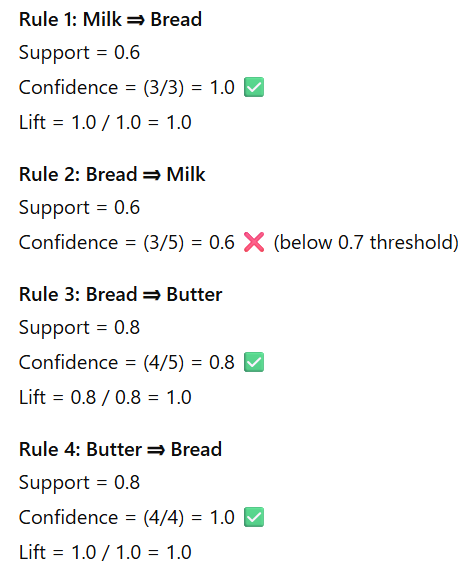 Rule 1: Milk ⇒ Bread
Support = 0.6
Confidence = (3/3) = 1.0 ✅
Lift = 1.0 / 1.0 = 1.0
Rule 2: Bread ⇒ Milk
Support = 0.6
Confidence = (3/5) = 0.6 ❌ (below 0.7 threshold)
Rule 3: Bread ⇒ Butter
Support = 0.8
Confidence = (4/5) = 0.8 ✅
Lift = 0.8 / 0.8 = 1.0
Rule 4: Butter ⇒ Bread
Support = 0.8
Confidence = (4/4) = 1.0 ✅
Lift = 1.0 / 1.0 = 1.0